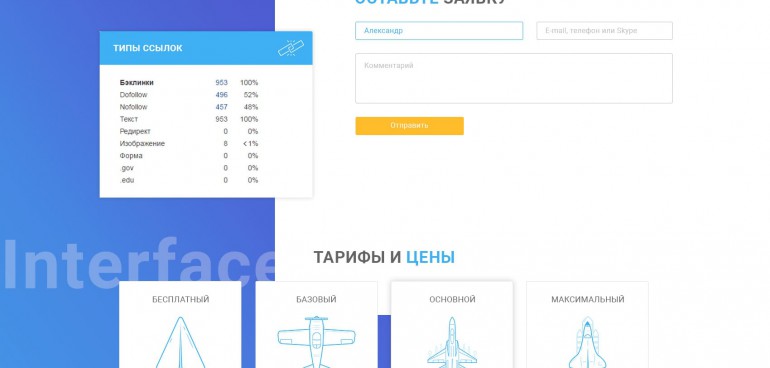 ОСТАВЬТЕ ЗАЯВКУ
ТИПЫ ССЫЛОК
Бэклинки 953 100%
Dofollow 496 52%
Nofollow 457 48%
Текст 953 100%
Редирект 0 0%
Изображение 8 < 1%
Форма 0 0%
.gov 0 0%
.edu 0 0%
Александр
E-mail, телефон или Skype
Комментарий
Отправить
Interface
ТАРИФЫ И ЦЕНЫ
БЕСПЛАТНЫЙ
БАЗОВЫЙ
ОСНОВНОЙ
МАКСИМАЛЬНЫЙ